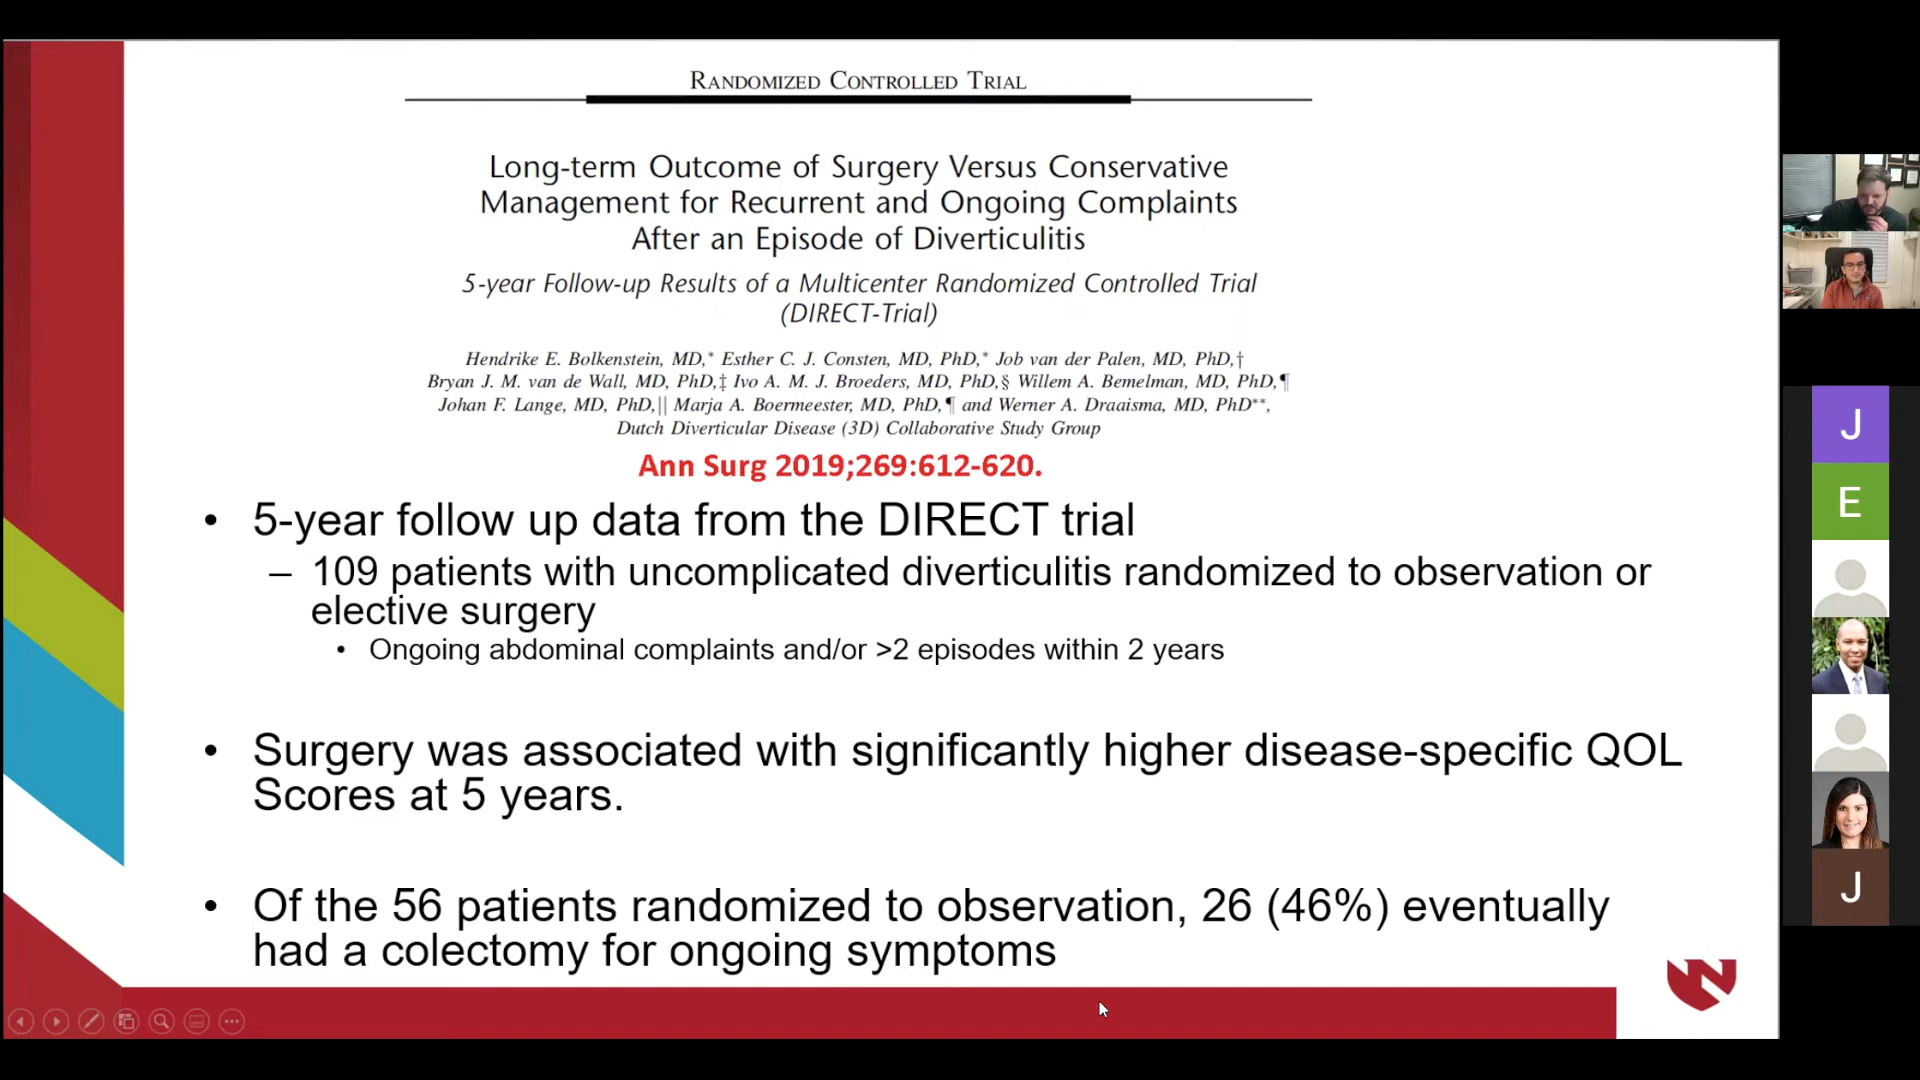 RANDOMIZED CONTROLLED TRIAL
Long-term Outcome of Surgery Versus Conservative
Management for Recurrent and Ongoing Complaints
After an Episode of Diverticulitis
5-year Follow-up Results of a Multicenter Randomized Controlled Trial
(DIRECT-Trial)
Hendrike E. Bolkenstein, MD,* Esther C. J. Consten, MD, PhD,* Job van der Palen, MD, PhD,†
Bryan J. M. van de Wall, MD, PhD,‡ Ivo A. M. J. Broeders, MD, PhD,§ Willem A. Bemelman, MD, PhD,¶
Johan F. Lange, MD, PhD,|| Marja A. Boermeester, MD, PhD,¶ and Werner A. Draaisma, MD, PhD**,
Dutch Diverticular Disease (3D) Collaborative Study Group
Ann Surg 2019;269:612-620.
• 5-year follow up data from the DIRECT trial
– 109 patients with uncomplicated diverticulitis randomized to observation or
elective surgery
• Ongoing abdominal complaints and/or >2 episodes within 2 years
• Surgery was associated with significantly higher disease-specific QOL
Scores at 5 years.
• Of the 56 patients randomized to observation, 26 (46%) eventually
had a colectomy for ongoing symptoms
J
E
J
N